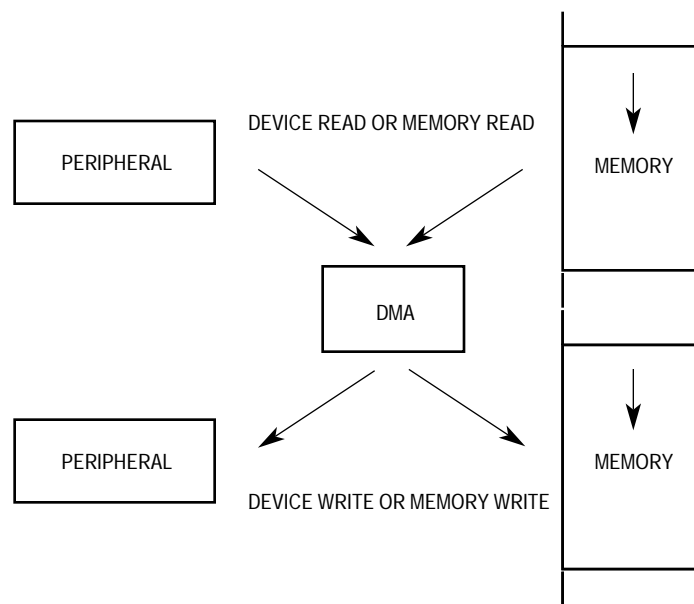 DEVICE READ OR MEMORY READ
PERIPHERAL
MEMORY
DMA
PERIPHERAL
MEMORY
DEVICE WRITE OR MEMORY WRITE